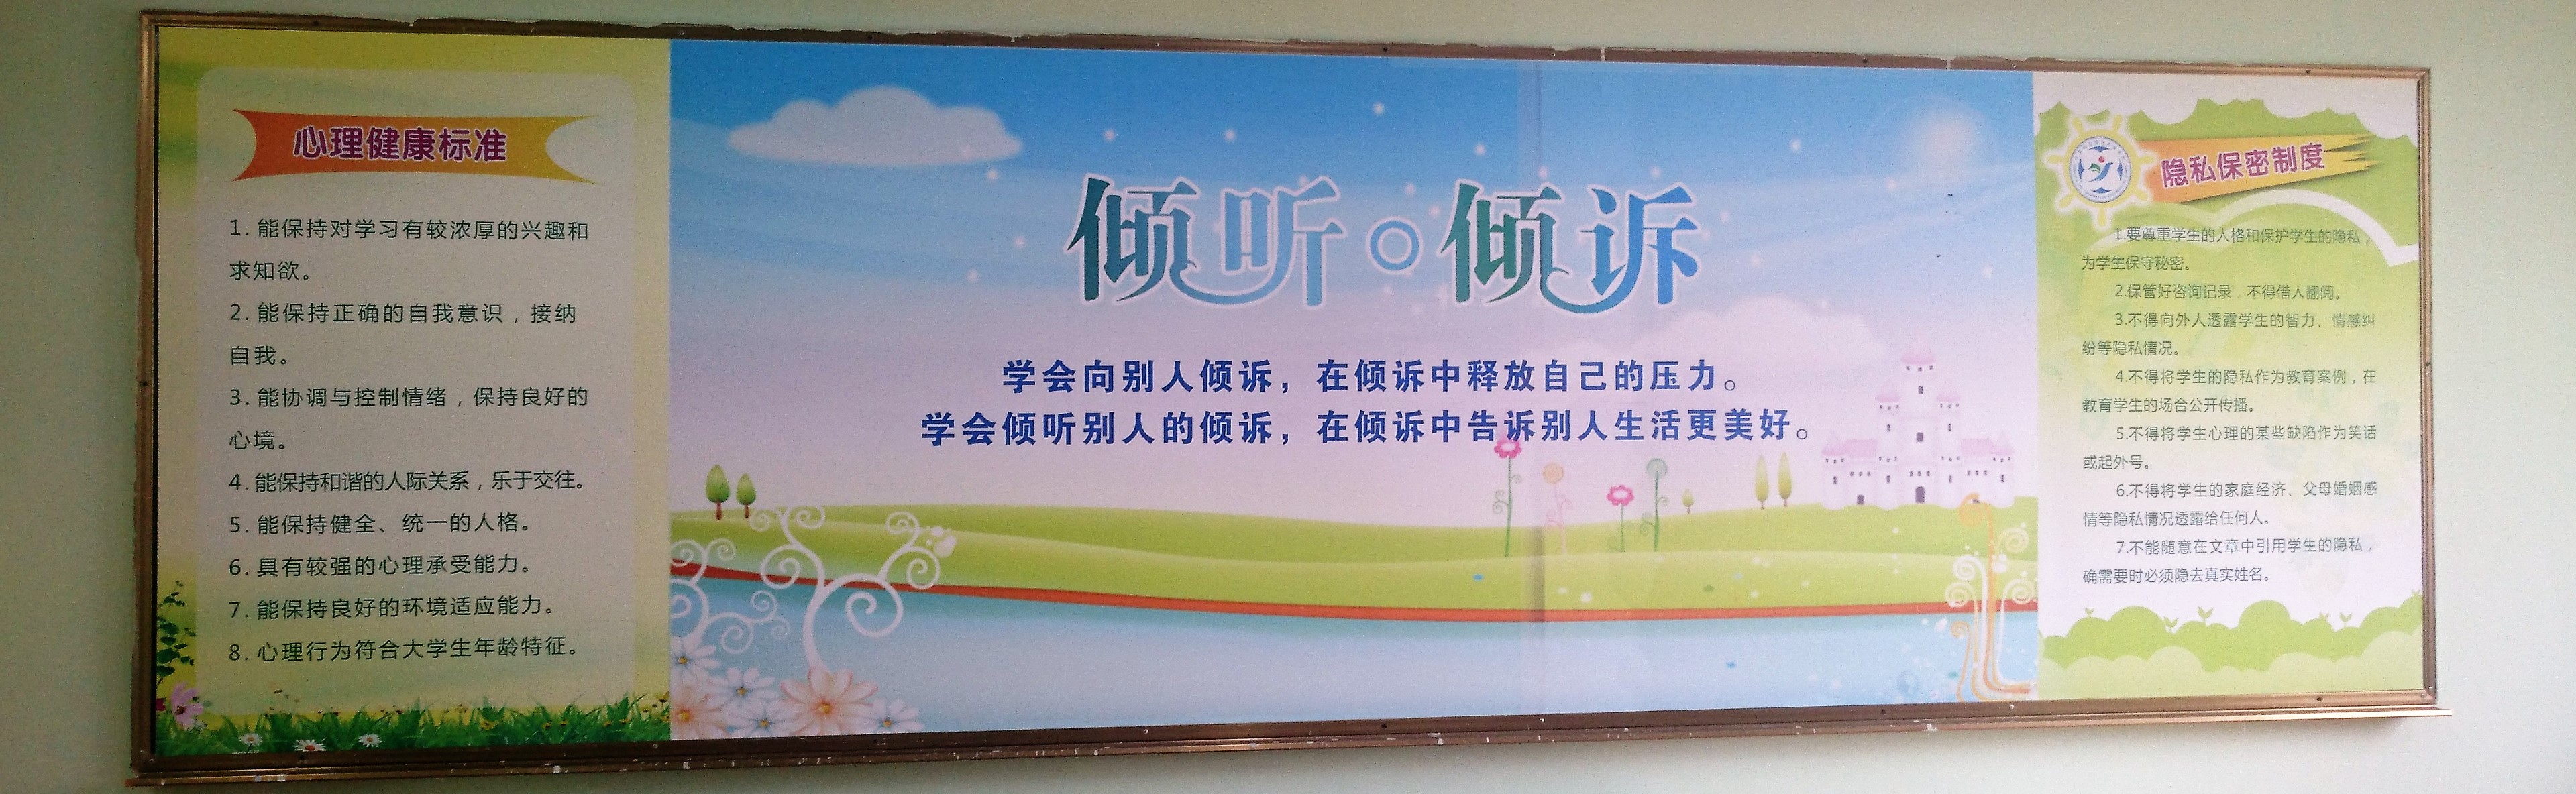 心理健康标准
1. 能保持对学习有较浓厚的兴趣和
求知欲。
2. 能保持正确的自我意识，接纳
自我。
3. 能协调与控制情绪，保持良好的
心境。
4. 能保持和谐的人际关系，乐于交往。
5. 能保持健全、统一的人格。
6. 具有较强的心理承受能力。
7. 能保持良好的环境适应能力。
8. 心理行为符合大学生年龄特征。
倾听○倾诉
学会向别人倾诉，在倾诉中释放自己的压力。
学会倾听别人的倾诉，在倾诉中告诉别人生活更美好。
隐私保密制度
1.要尊重学生的人格和保护学生的隐私，
为学生保守秘密。
2.保管好咨询记录，不得借人翻阅。
3.不得向外人透露学生的智力、情感纠
纷等隐私情况。
4.不得将学生的隐私作为教育案例，在
教育学生的场合公开传播。
5.不得将学生心理的某些缺陷作为笑话
或起外号。
6.不得将学生的家庭经济、父母婚姻感
情等隐私情况透露给任何人。
7.不能随意在文章中引用学生的隐私，
确需要时必须隐去真实姓名。